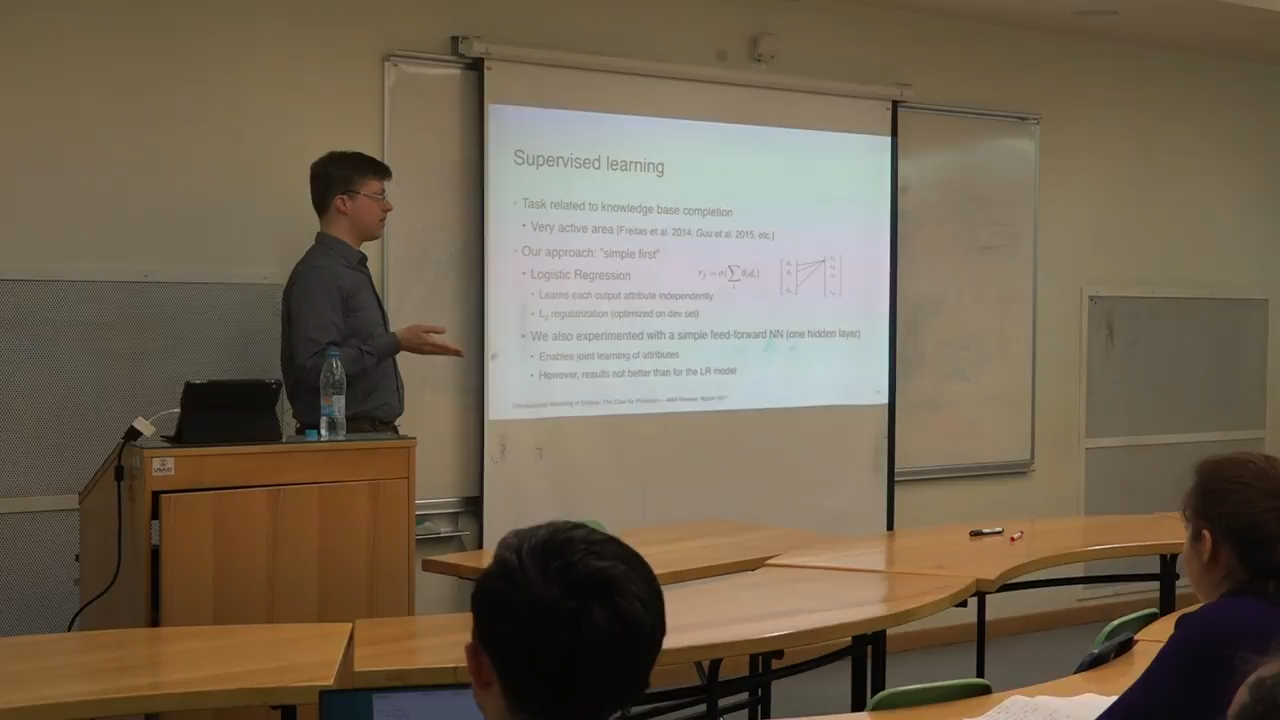 Supervised learning
Task related to knowledge base completion
Very active area [Freitas et al. 2014, Guu et al. 2015, etc.]
Our approach: "simple first"
Logistic Regression
Learns each output attribute independently
L2 regularization (optimized on dev set)
We also experimented with a simple feed-forward NN (one hidden layer)
Enables joint learning of attributes
However, results not better than for the LR model
USAID